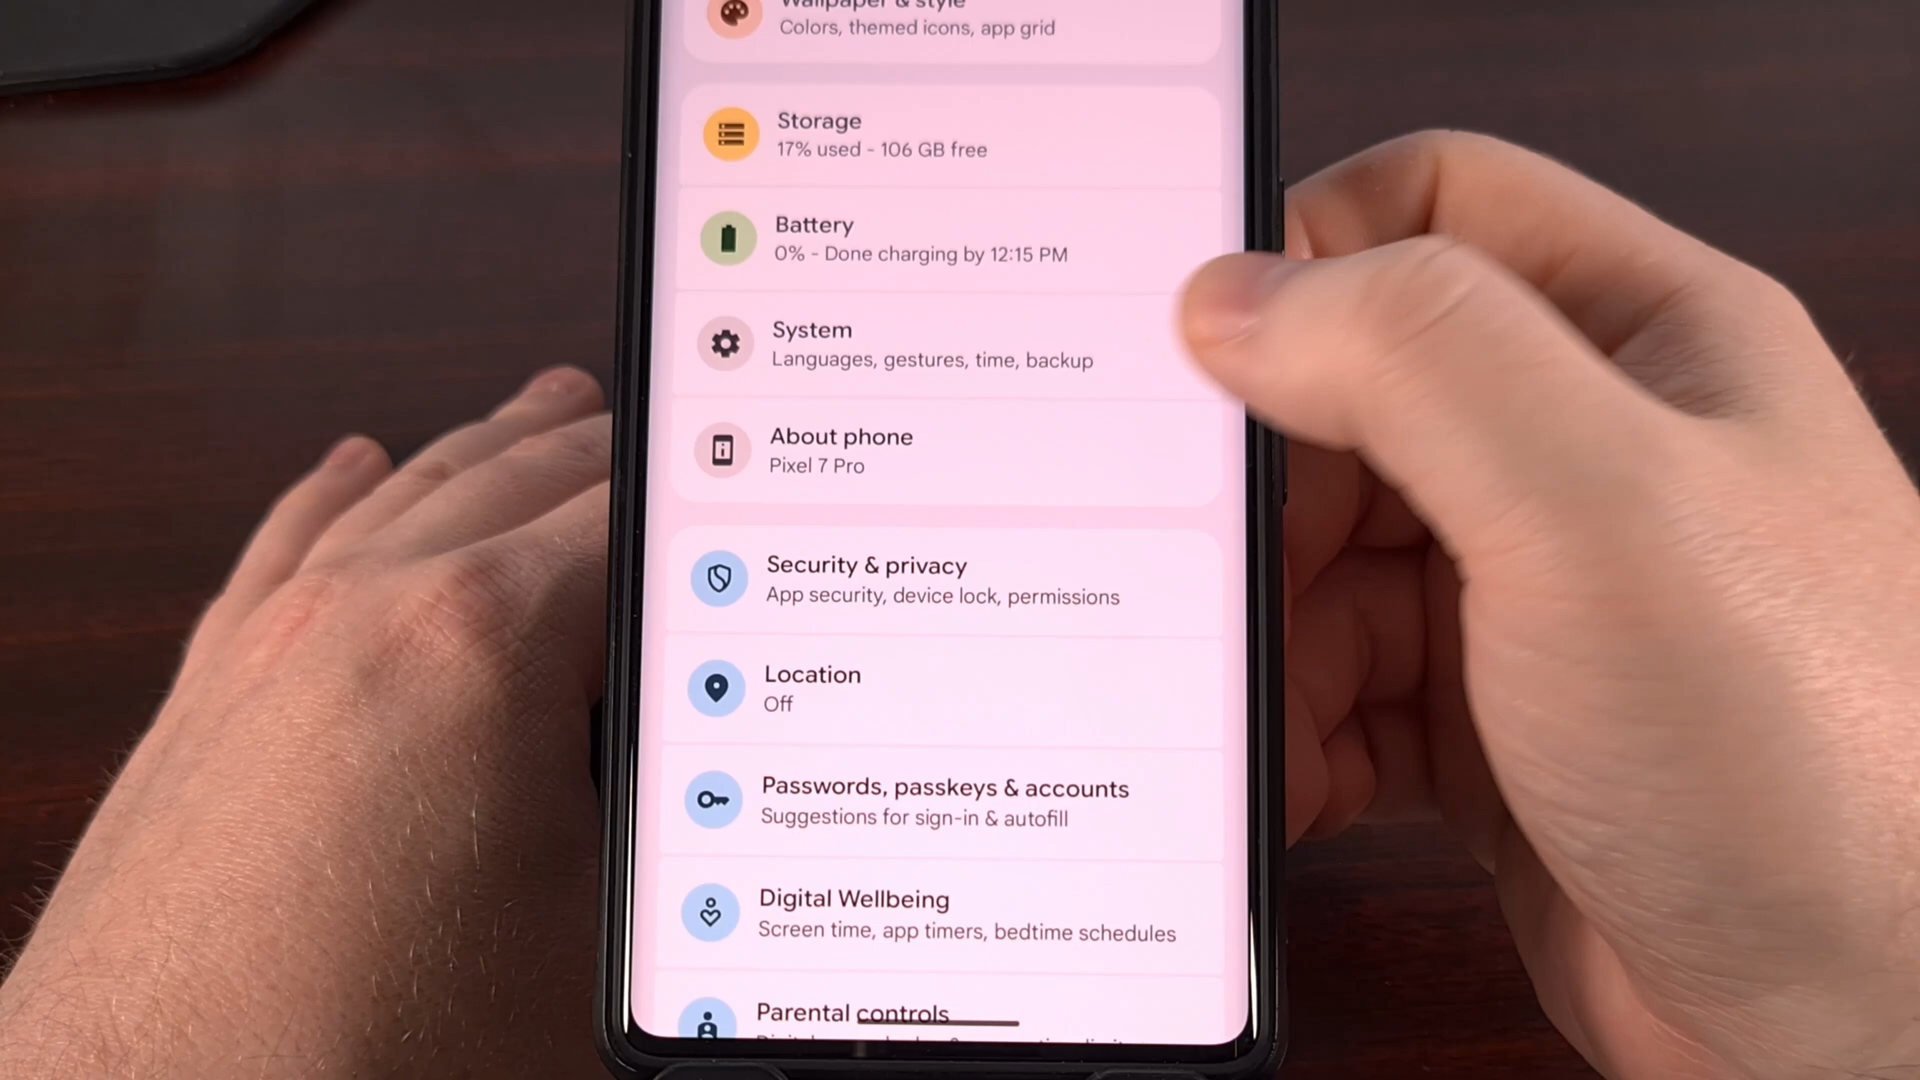 Wallpaper & style
Colors, themed icons, app grid
Storage
17% used - 106 GB free
Battery
0% - Done charging by 12:15 PM
System
Languages, gestures, time, backup
About phone
Pixel 7 Pro
Security & privacy
App security, device lock, permissions
Location
Off
Passwords, passkeys & accounts
Suggestions for sign-in & autofill
Digital Wellbeing
Screen time, app timers, bedtime schedules
Parental controls